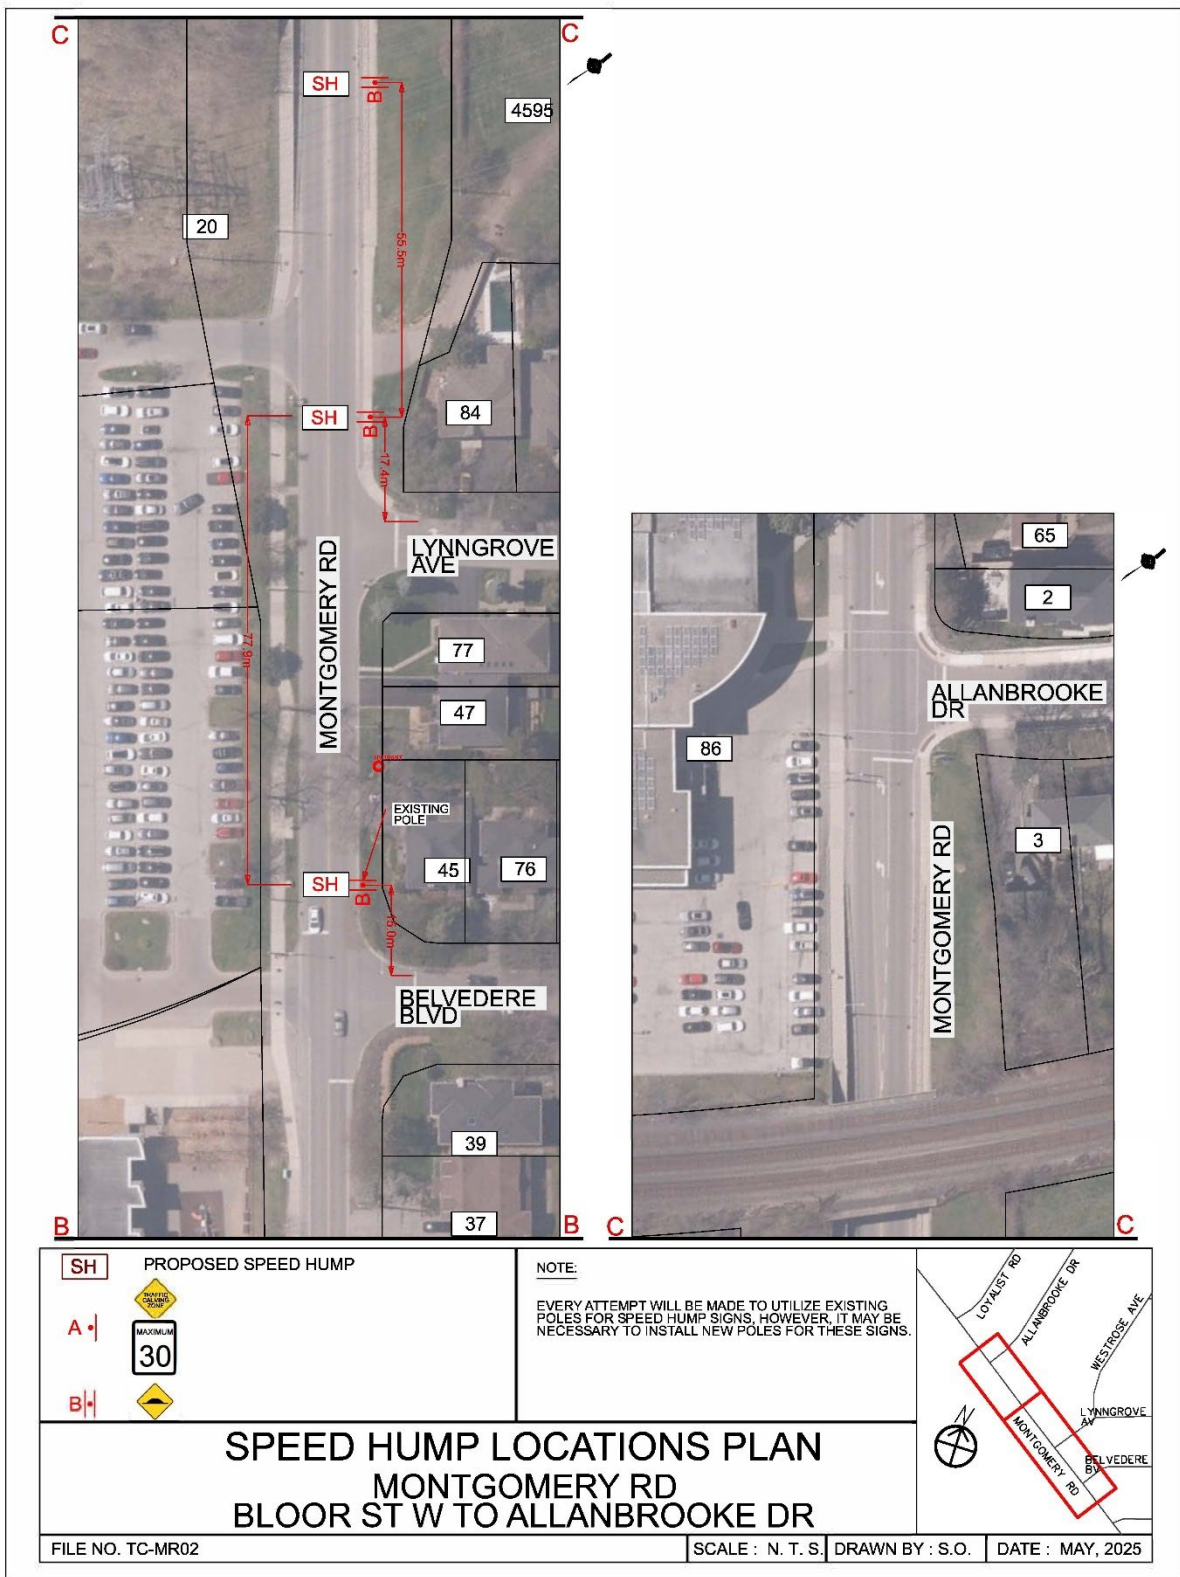 C
C
SH
B
4595
20
55.5m
SH
B
84
17.4m
LYNNGROVE
AVE
MONTGOMERY RD
77.9m
77
47
EXISTING
POLE
45
76
SH
B
16.0m
BELVEDERE
BLVD
39
37
B
B
65
2
ALLANBROOKE
DR
86
3
MONTGOMERY RD
C
C
SH
PROPOSED SPEED HUMP
TRAFFIC
CALMING
ZONE
A
MAXIMUM
30
B
NOTE:
EVERY ATTEMPT WILL BE MADE TO UTILIZE EXISTING
POLES FOR SPEED HUMP SIGNS, HOWEVER, IT MAY BE
NECESSARY TO INSTALL NEW POLES FOR THESE SIGNS.
LOYALIST RD
ALLANBROOKE DR
WESTROSE AVE
LYNNGROVE
AV
MONTGOMERY RD
BELVEDERE
BV
N
SPEED HUMP LOCATIONS PLAN
MONTGOMERY RD
BLOOR ST W TO ALLANBROOKE DR
FILE NO. TC-MR02
SCALE : N. T. S.
DRAWN BY : S.O.
DATE : MAY, 2025